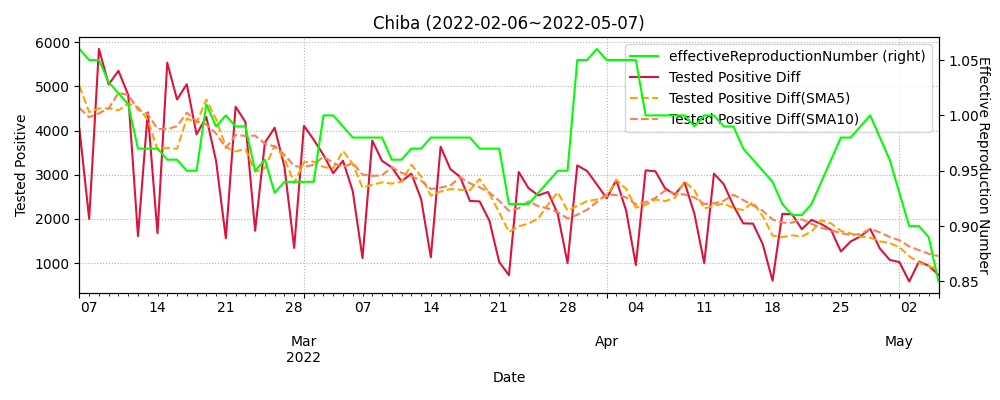 Chiba (2022-02-06~2022-05-07)
effectiveReproductionNumber (right)
Tested Positive Diff
Tested Positive Diff(SMA5)
Tested Positive Diff(SMA10)
Tested Positive
6000
5000
4000
3000
2000
1000
1.05
1.00
0.95
0.90
0.85
Effective Reproduction Number
07 14 21 28 07 14 21 28 04 11 18 25 02
Mar Apr May
2022
Date